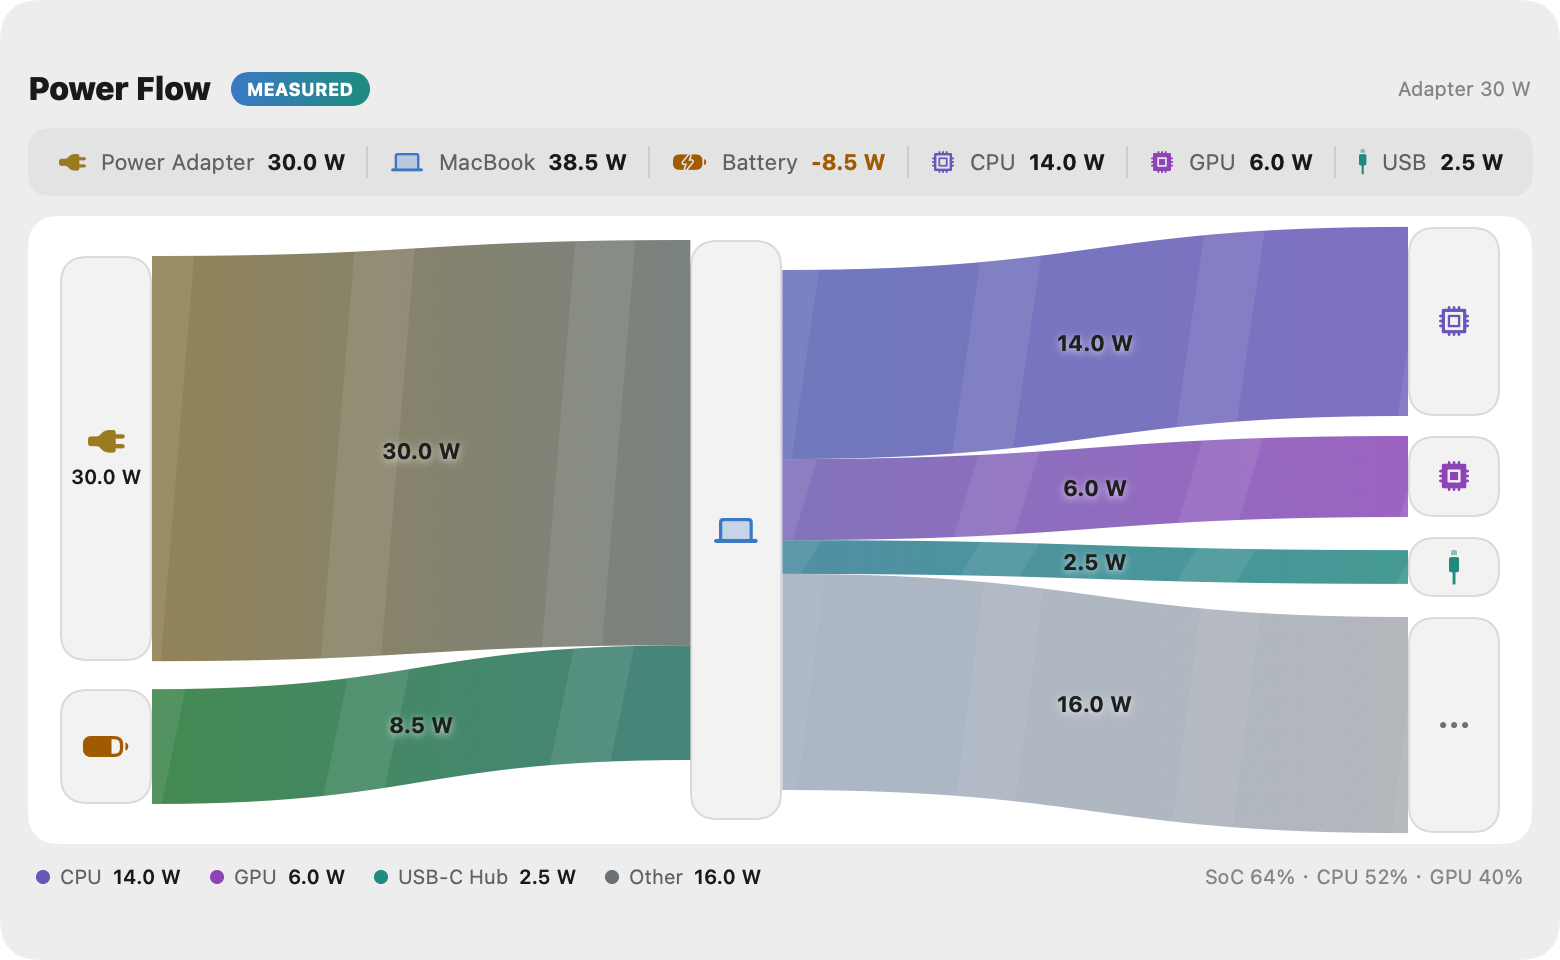 Power Flow MEASURED Adapter 30 W
Power Adapter 30.0 W MacBook 38.5 W Battery -8.5 W CPU 14.0 W GPU 6.0 W USB 2.5 W
14.0 W
30.0 W
30.0 W
6.0 W
2.5 W
8.5 W
16.0 W
CPU 14.0 W GPU 6.0 W USB-C Hub 2.5 W Other 16.0 W SoC 64% · CPU 52% · GPU 40%